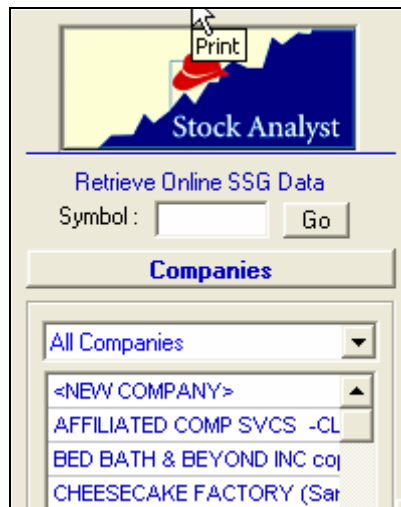 Print
Stock Analyst
Retrieve Online SSG Data
Symbol :
Go
Companies
All Companies
<NEW COMPANY>
AFFILIATED COMP SVCS -CL
BED BATH & BEYOND INC cop
CHEESECAKE FACTORY (Sar